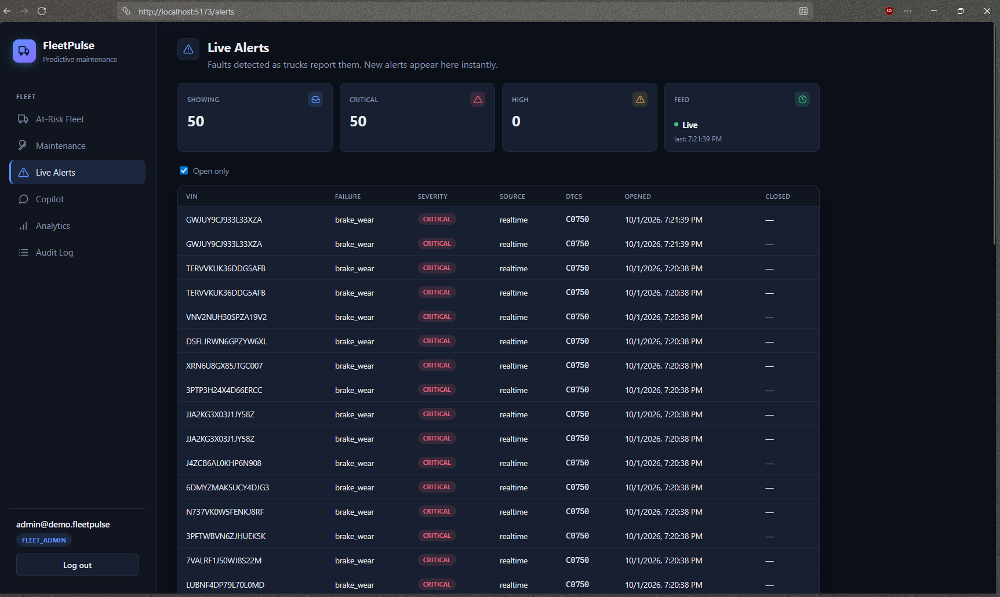 http://localhost:5173/alerts
FleetPulse
Predictive maintenance
FLEET
At-Risk Fleet
Maintenance
Live Alerts
Copilot
Analytics
Audit Log
admin@demo.fleetpulse
FLEET_ADMIN
Log out
Live Alerts
Faults detected as trucks report them. New alerts appear here instantly.
SHOWING
50
CRITICAL
50
HIGH
0
FEED
Live
last: 7:21:39 PM
Open only
VIN FAILURE SEVERITY SOURCE DTCS OPENED CLOSED
GWJUY9CJ933L33XZA brake_wear CRITICAL realtime C0750 10/1/2026, 7:21:39 PM —
GWJUY9CJ933L33XZA brake_wear CRITICAL realtime C0750 10/1/2026, 7:21:39 PM —
TERVVKUK36DDG5AFB brake_wear CRITICAL realtime C0750 10/1/2026, 7:20:38 PM —
TERVVKUK36DDG5AFB brake_wear CRITICAL realtime C0750 10/1/2026, 7:20:38 PM —
VNV2NUH30SPZA19V2 brake_wear CRITICAL realtime C0750 10/1/2026, 7:20:38 PM —
DSFLJRWN6GPZYW6XL brake_wear CRITICAL realtime C0750 10/1/2026, 7:20:38 PM —
XRN6U8GX85JTGC007 brake_wear CRITICAL realtime C0750 10/1/2026, 7:20:38 PM —
3PTP3H24X4D66ERCC brake_wear CRITICAL realtime C0750 10/1/2026, 7:20:38 PM —
JJA2KG3X03J1JY58Z brake_wear CRITICAL realtime C0750 10/1/2026, 7:20:38 PM —
JJA2KG3X03J1JY58Z brake_wear CRITICAL realtime C0750 10/1/2026, 7:20:38 PM —
J4ZCB6AL0KHP6N908 brake_wear CRITICAL realtime C0750 10/1/2026, 7:20:38 PM —
6DMYZMAK5UCY4DJG3 brake_wear CRITICAL realtime C0750 10/1/2026, 7:20:38 PM —
N737VK0W5FENKJ8RF brake_wear CRITICAL realtime C0750 10/1/2026, 7:20:38 PM —
3PFTWBVN6ZJHUEK5K brake_wear CRITICAL realtime C0750 10/1/2026, 7:20:38 PM —
7VALRF1J50WJ8S22M brake_wear CRITICAL realtime C0750 10/1/2026, 7:20:38 PM —
LUBNF4DP79L70L0MD brake_wear CRITICAL realtime C0750 10/1/2026, 7:20:38 PM —